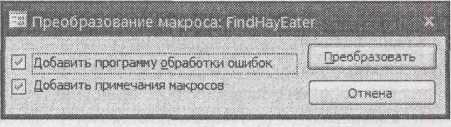 Преобразование макроса: FindHayEater
Добавить программу обработки ошибок
Преобразовать
Добавить примечания макросов
Отмена